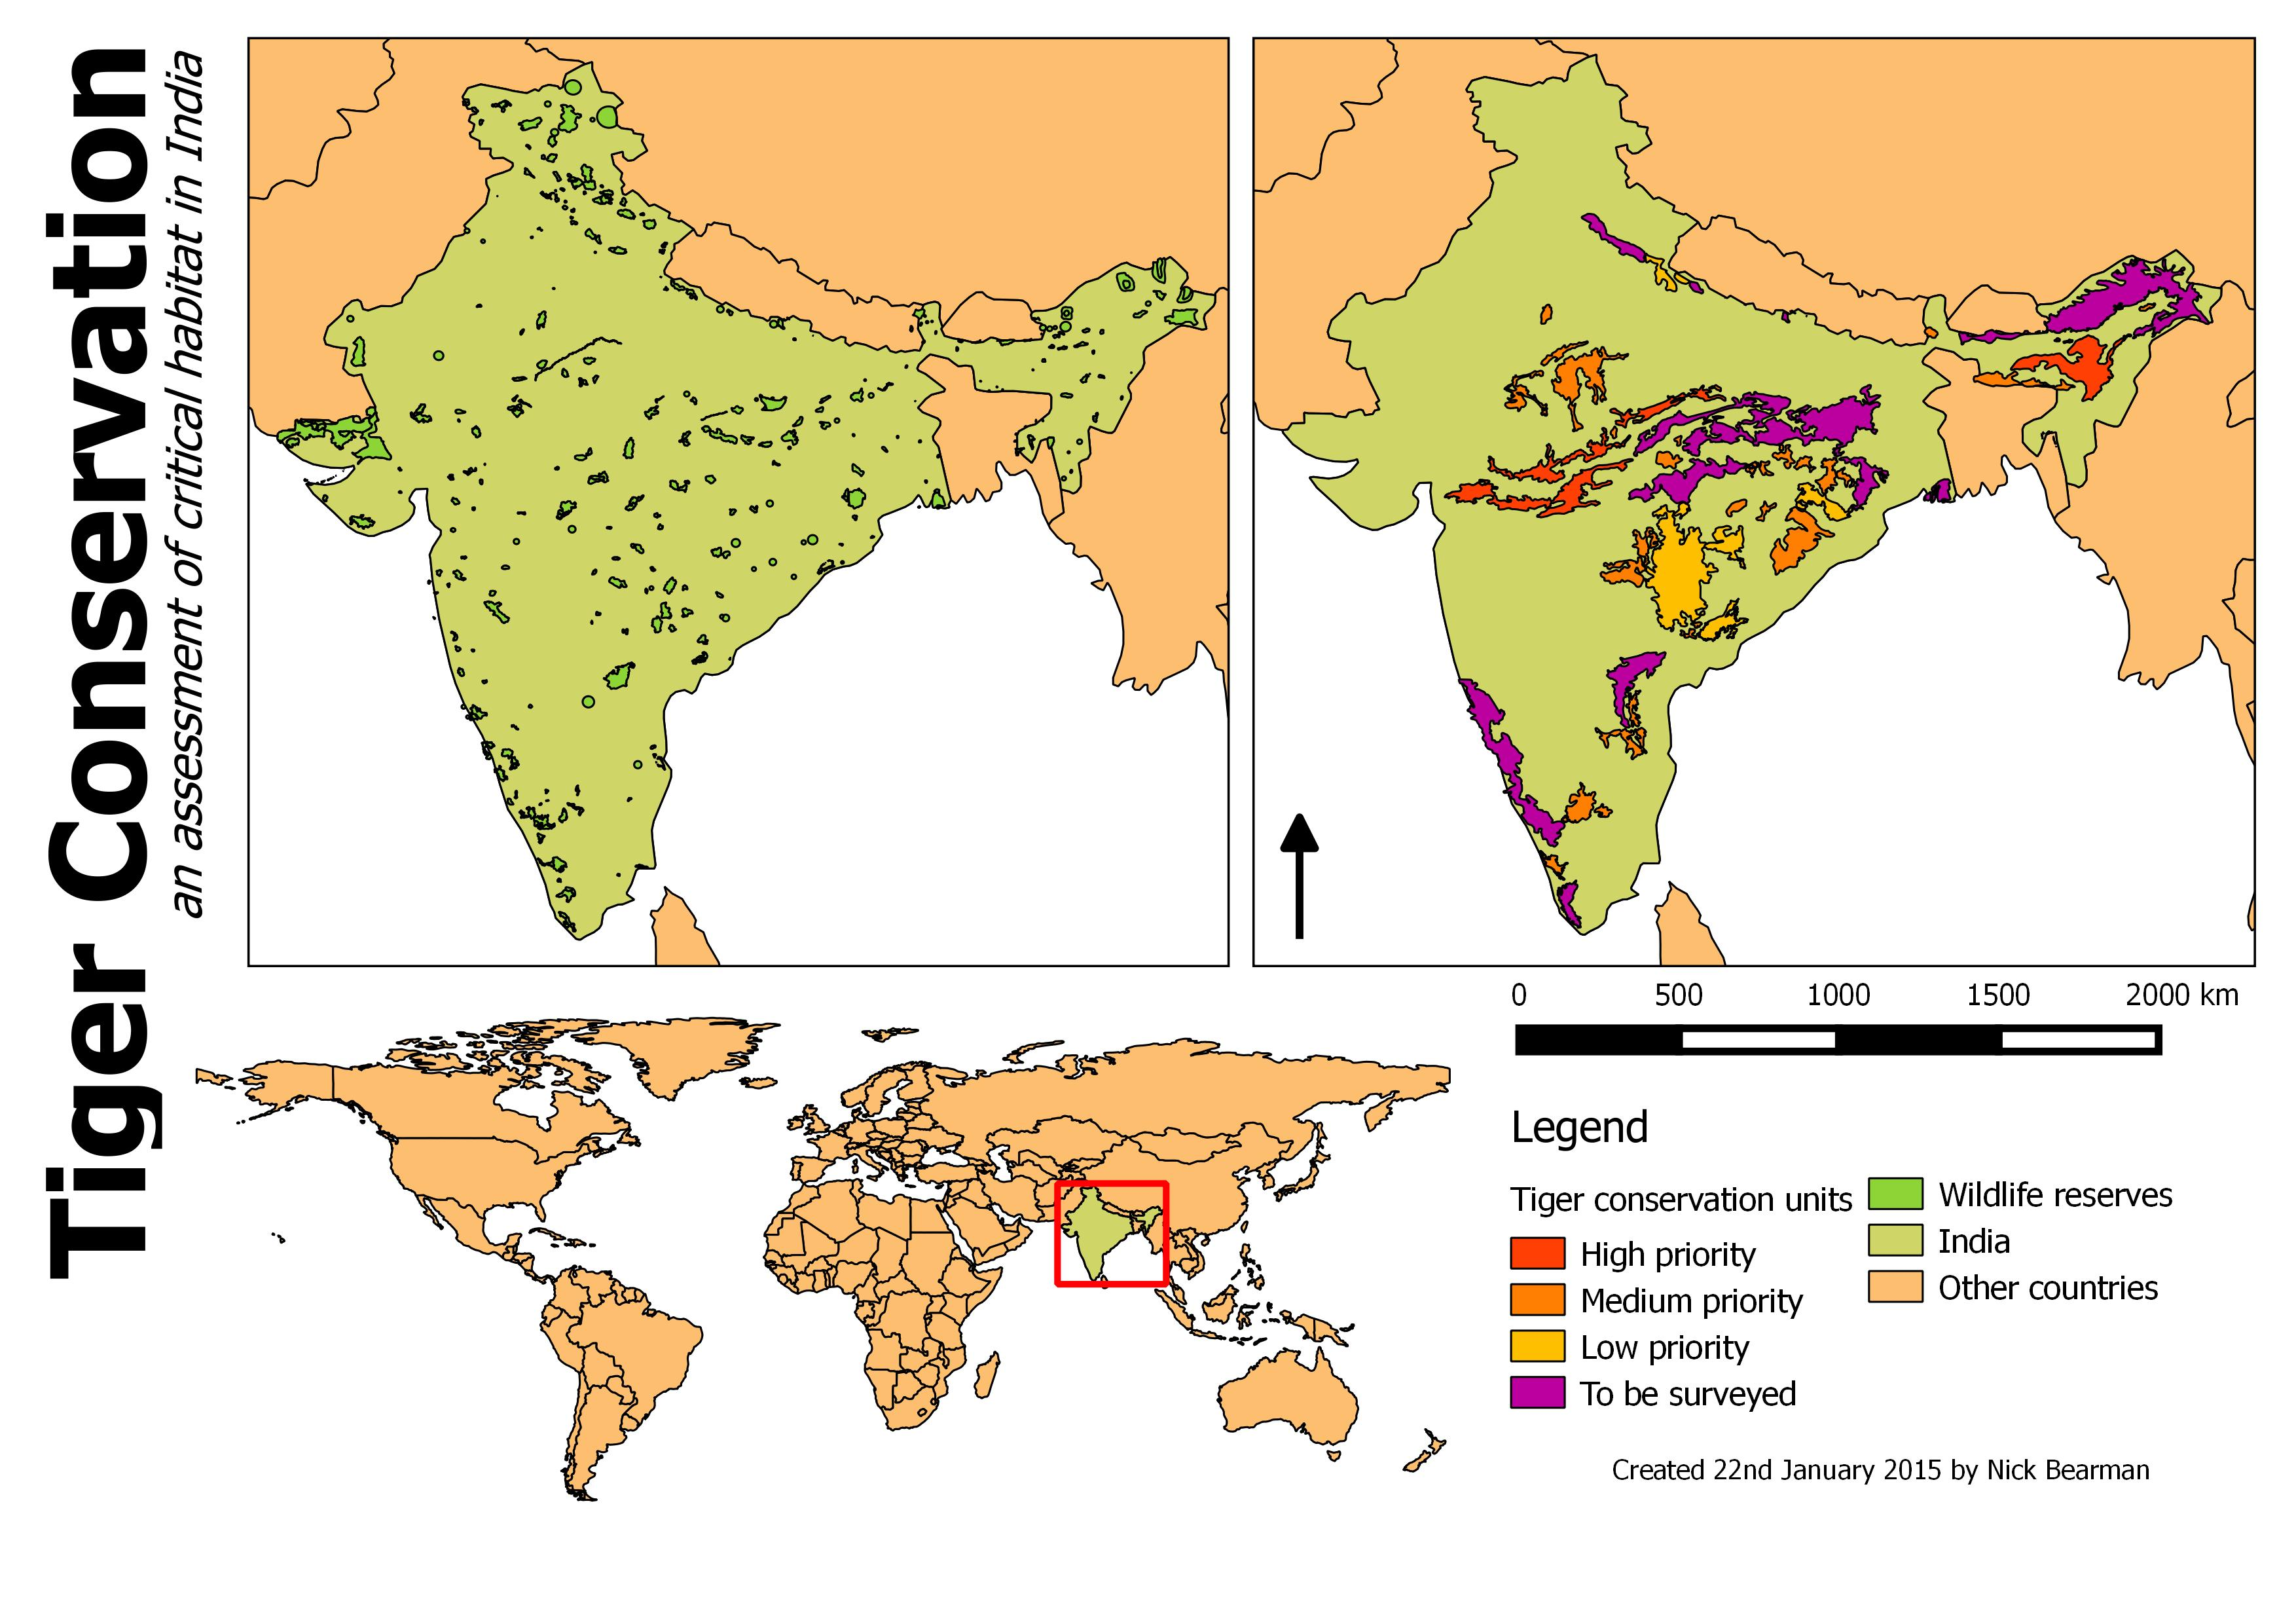 Tiger Conservation
an assessment of critical habitat in India
0 500 1000 1500 2000 km
Legend
Tiger conservation units
High priority
Medium priority
Low priority
To be surveyed
Wildlife reserves
India
Other countries
Created 22nd January 2015 by Nick Bearman